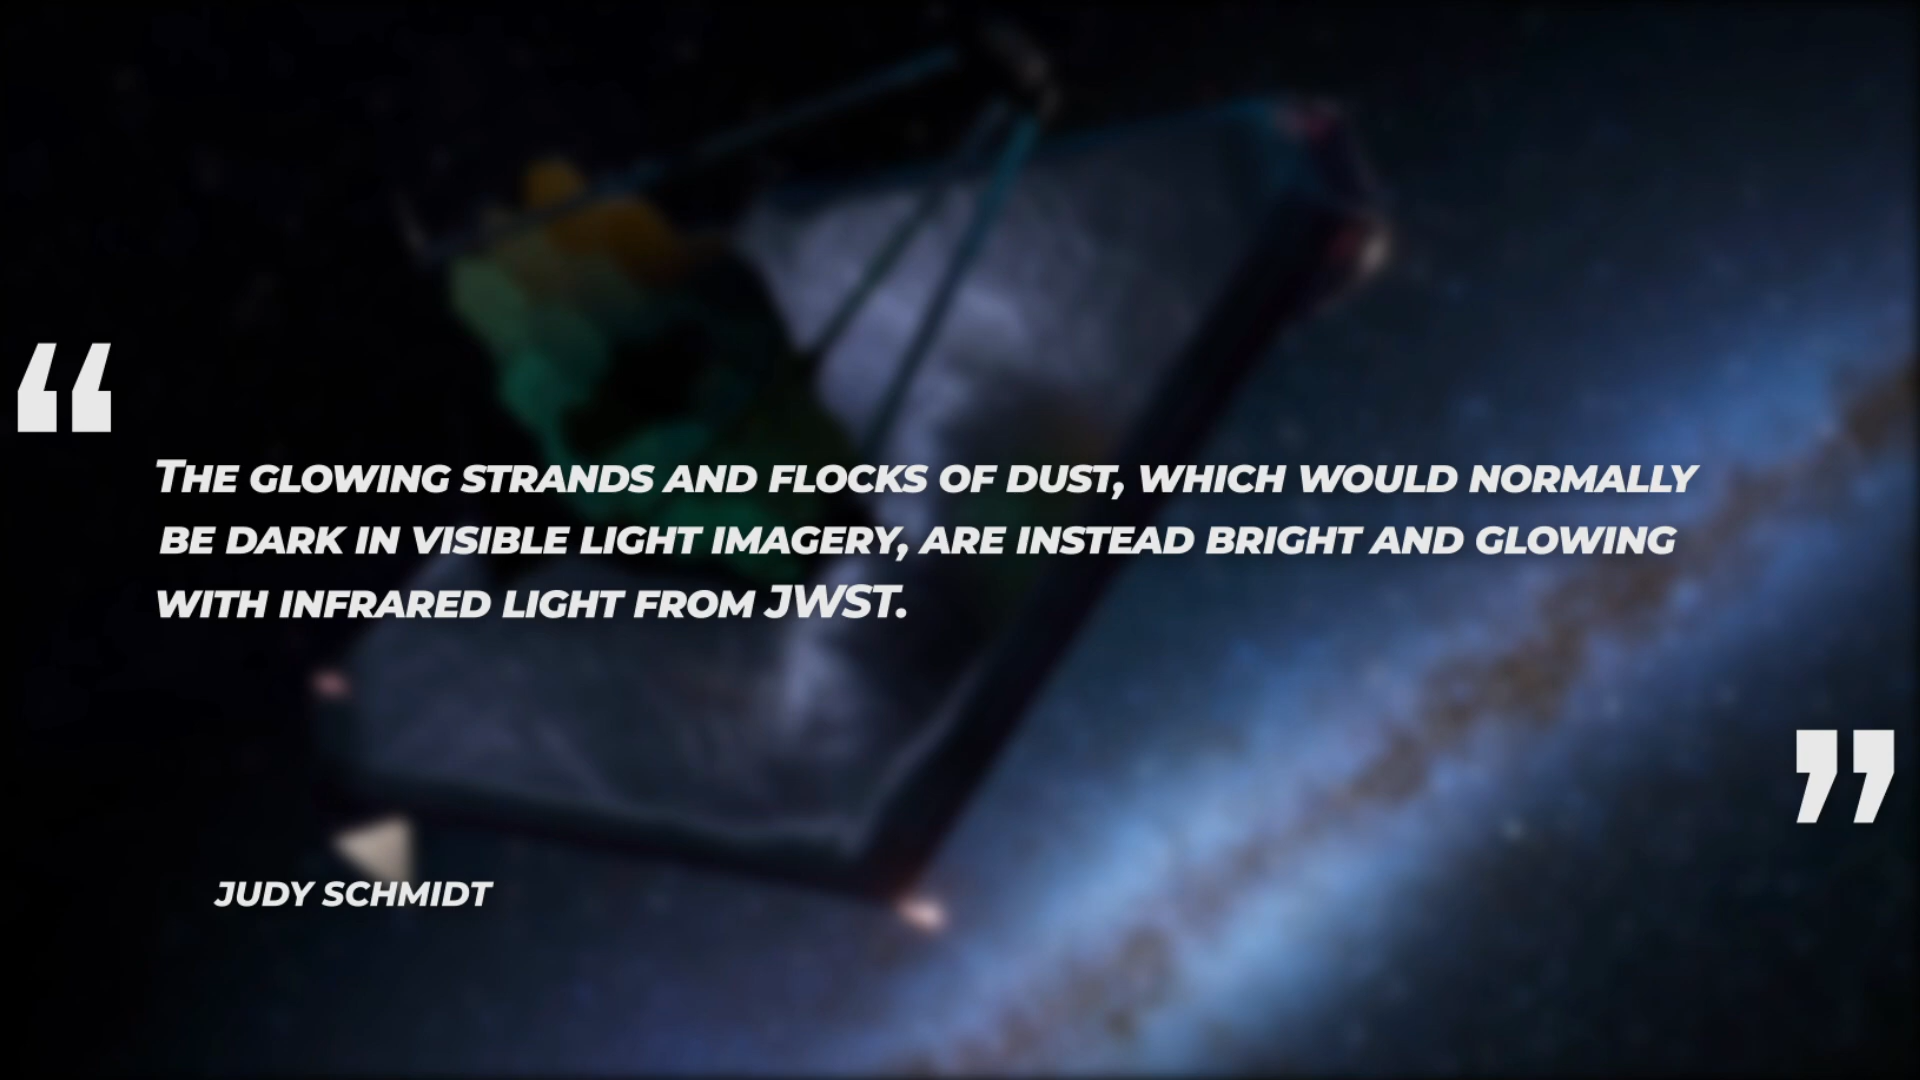 “
The glowing strands and flocks of dust, which would normally
be dark in visible light imagery, are instead bright and glowing
with infrared light from JWST.
”
Judy Schmidt